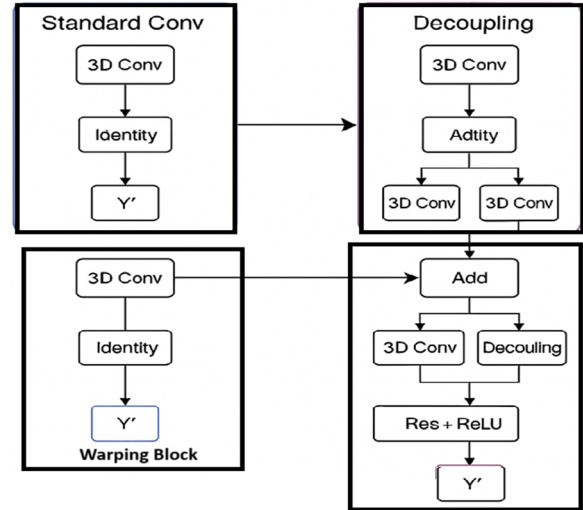 Standard Conv
3D Conv
Identity
Y′
Decoupling
3D Conv
Adtity
3D Conv
3D Conv
3D Conv
Identity
Y′
Warping Block
Add
3D Conv
Decouling
Res + ReLU
Y′